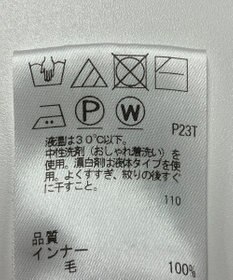 P W
P23T
液温は30℃以下。
中性洗剤(おしゃれ着洗い)を
使用。漂白剤は液体タイプを使
用。よくすすぎ、絞りの後すぐ
に干すこと。
110
品質
インナー
毛 100%